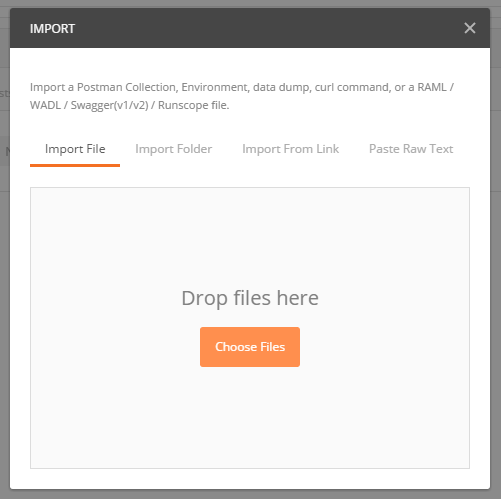 IMPORT
Import a Postman Collection, Environment, data dump, curl command, or a RAML /
WADL / Swagger(v1/v2) / Runscope file.
Import File
Import Folder
Import From Link
Paste Raw Text
Drop files here
Choose Files